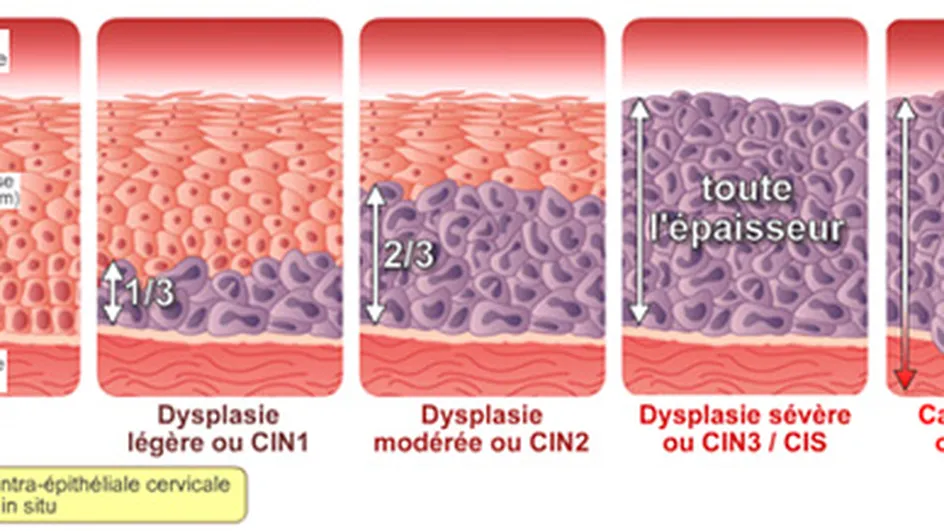 1/3
2/3
toute
l'épaisseur
Dysplasie
légère ou CIN1
Dysplasie
modérée ou CIN2
Dysplasie sévère
ou CIN3 / CIS
intra-épithéliale cervicale
in situ